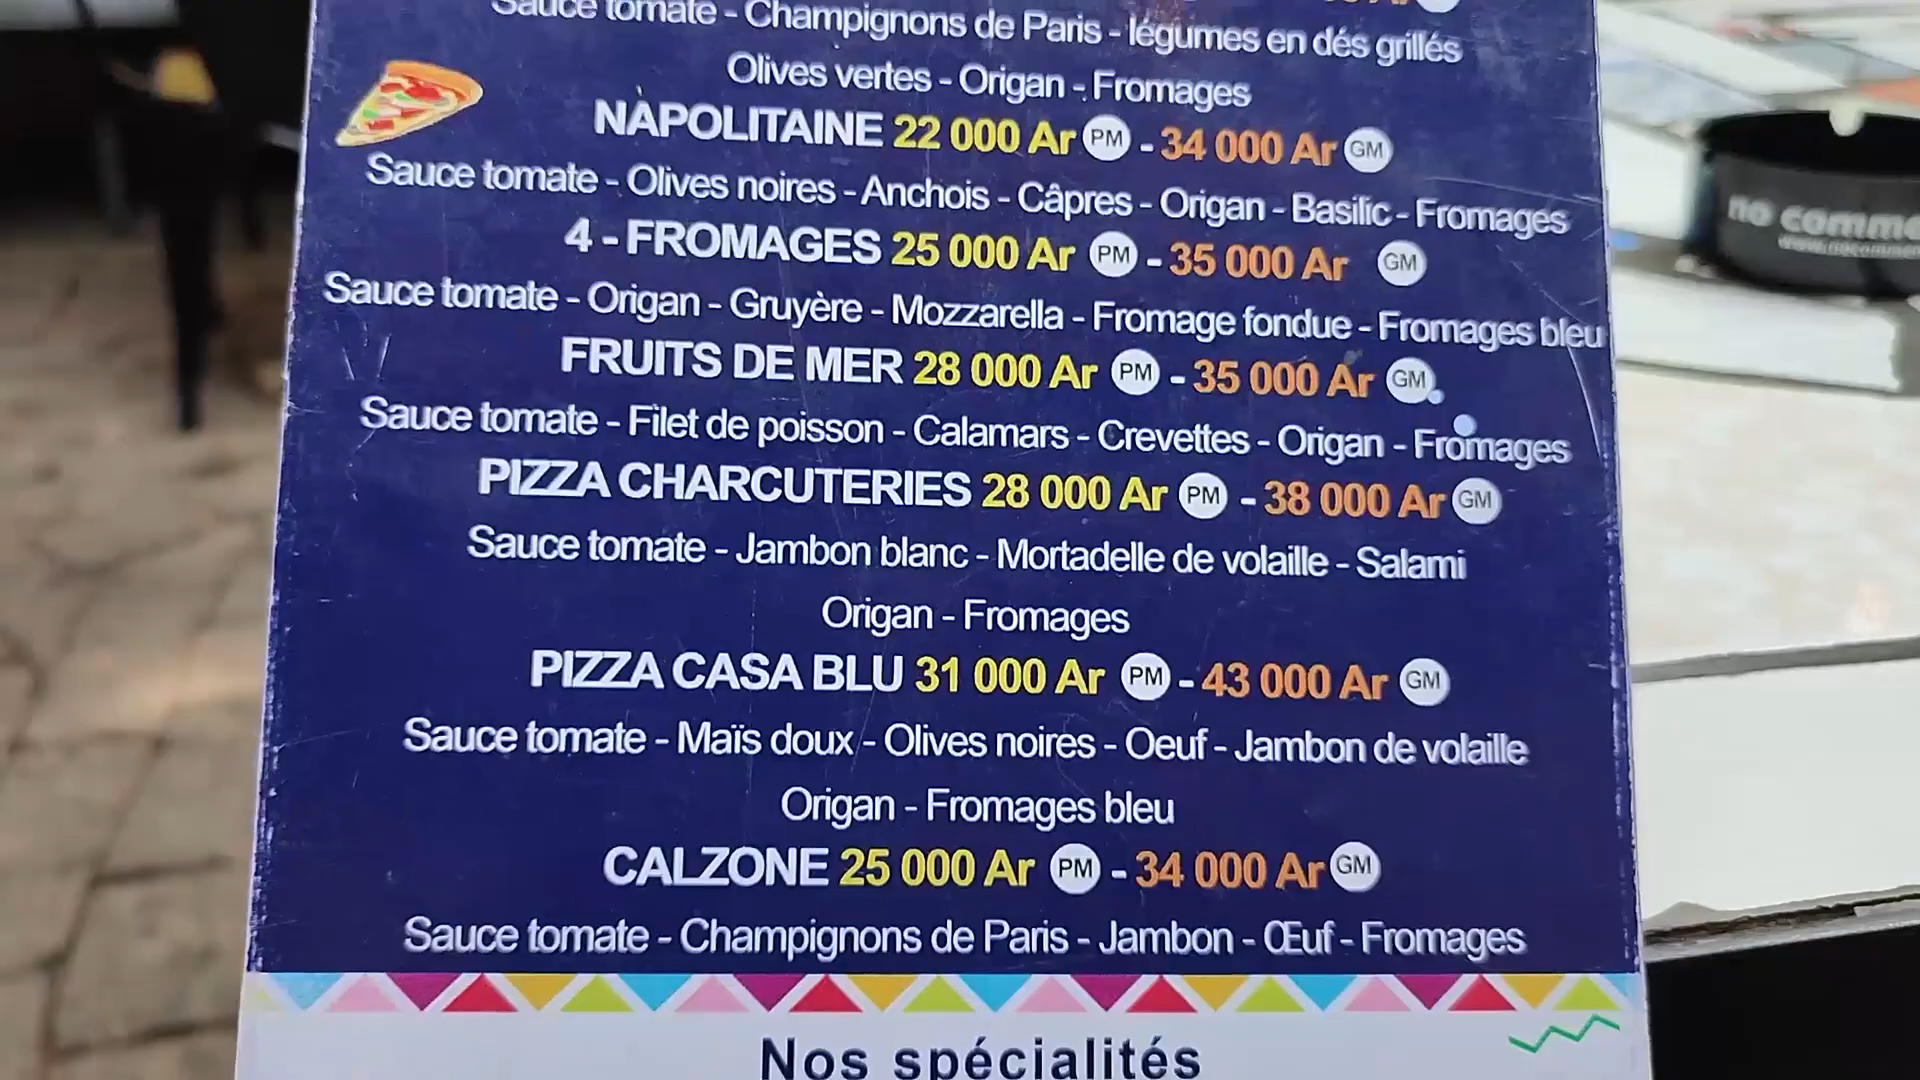 Sauce tomate - Champignons de Paris - légumes en dés grillés
Olives vertes - Origan - Fromages
NAPOLITAINE 22 000 Ar PM - 34 000 Ar GM
Sauce tomate - Olives noires - Anchois - Câpres - Origan - Basilic - Fromages
4 - FROMAGES 25 000 Ar PM - 35 000 Ar GM
Sauce tomate - Origan - Gruyère - Mozzarella - Fromage fondue - Fromages bleu
FRUITS DE MER 28 000 Ar PM - 35 000 Ar GM
Sauce tomate - Filet de poisson - Calamars - Crevettes - Origan - Fromages
PIZZA CHARCUTERIES 28 000 Ar PM - 38 000 Ar GM
Sauce tomate - Jambon blanc - Mortadelle de volaille - Salami
Origan - Fromages
PIZZA CASA BLU 31 000 Ar PM - 43 000 Ar GM
Sauce tomate - Maïs doux - Olives noires - Oeuf - Jambon de volaille
Origan - Fromages bleu
CALZONE 25 000 Ar PM - 34 000 Ar GM
Sauce tomate - Champignons de Paris - Jambon - Œuf - Fromages
Nos spécialités
no comme